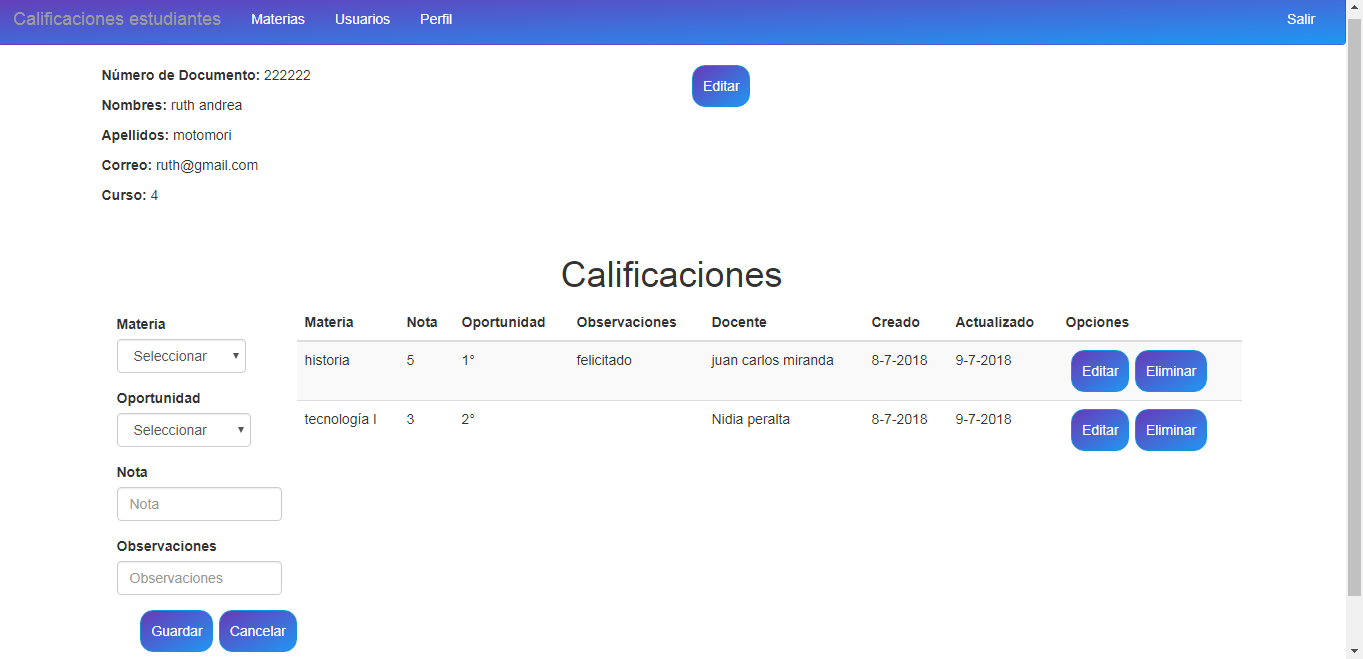 Calificaciones estudiantes Materias Usuarios Perfil Salir
Número de Documento: 222222 Editar
Nombres: ruth andrea
Apellidos: motomori
Correo: ruth@gmail.com
Curso: 4
Calificaciones
Materia
Seleccionar
Oportunidad
Seleccionar
Nota
Nota
Observaciones
Observaciones
Guardar Cancelar
Materia Nota Oportunidad Observaciones Docente Creado Actualizado Opciones
historia 5 1° felicitado juan carlos miranda 8-7-2018 9-7-2018 Editar Eliminar
tecnología I 3 2° Nidia peralta 8-7-2018 9-7-2018 Editar Eliminar